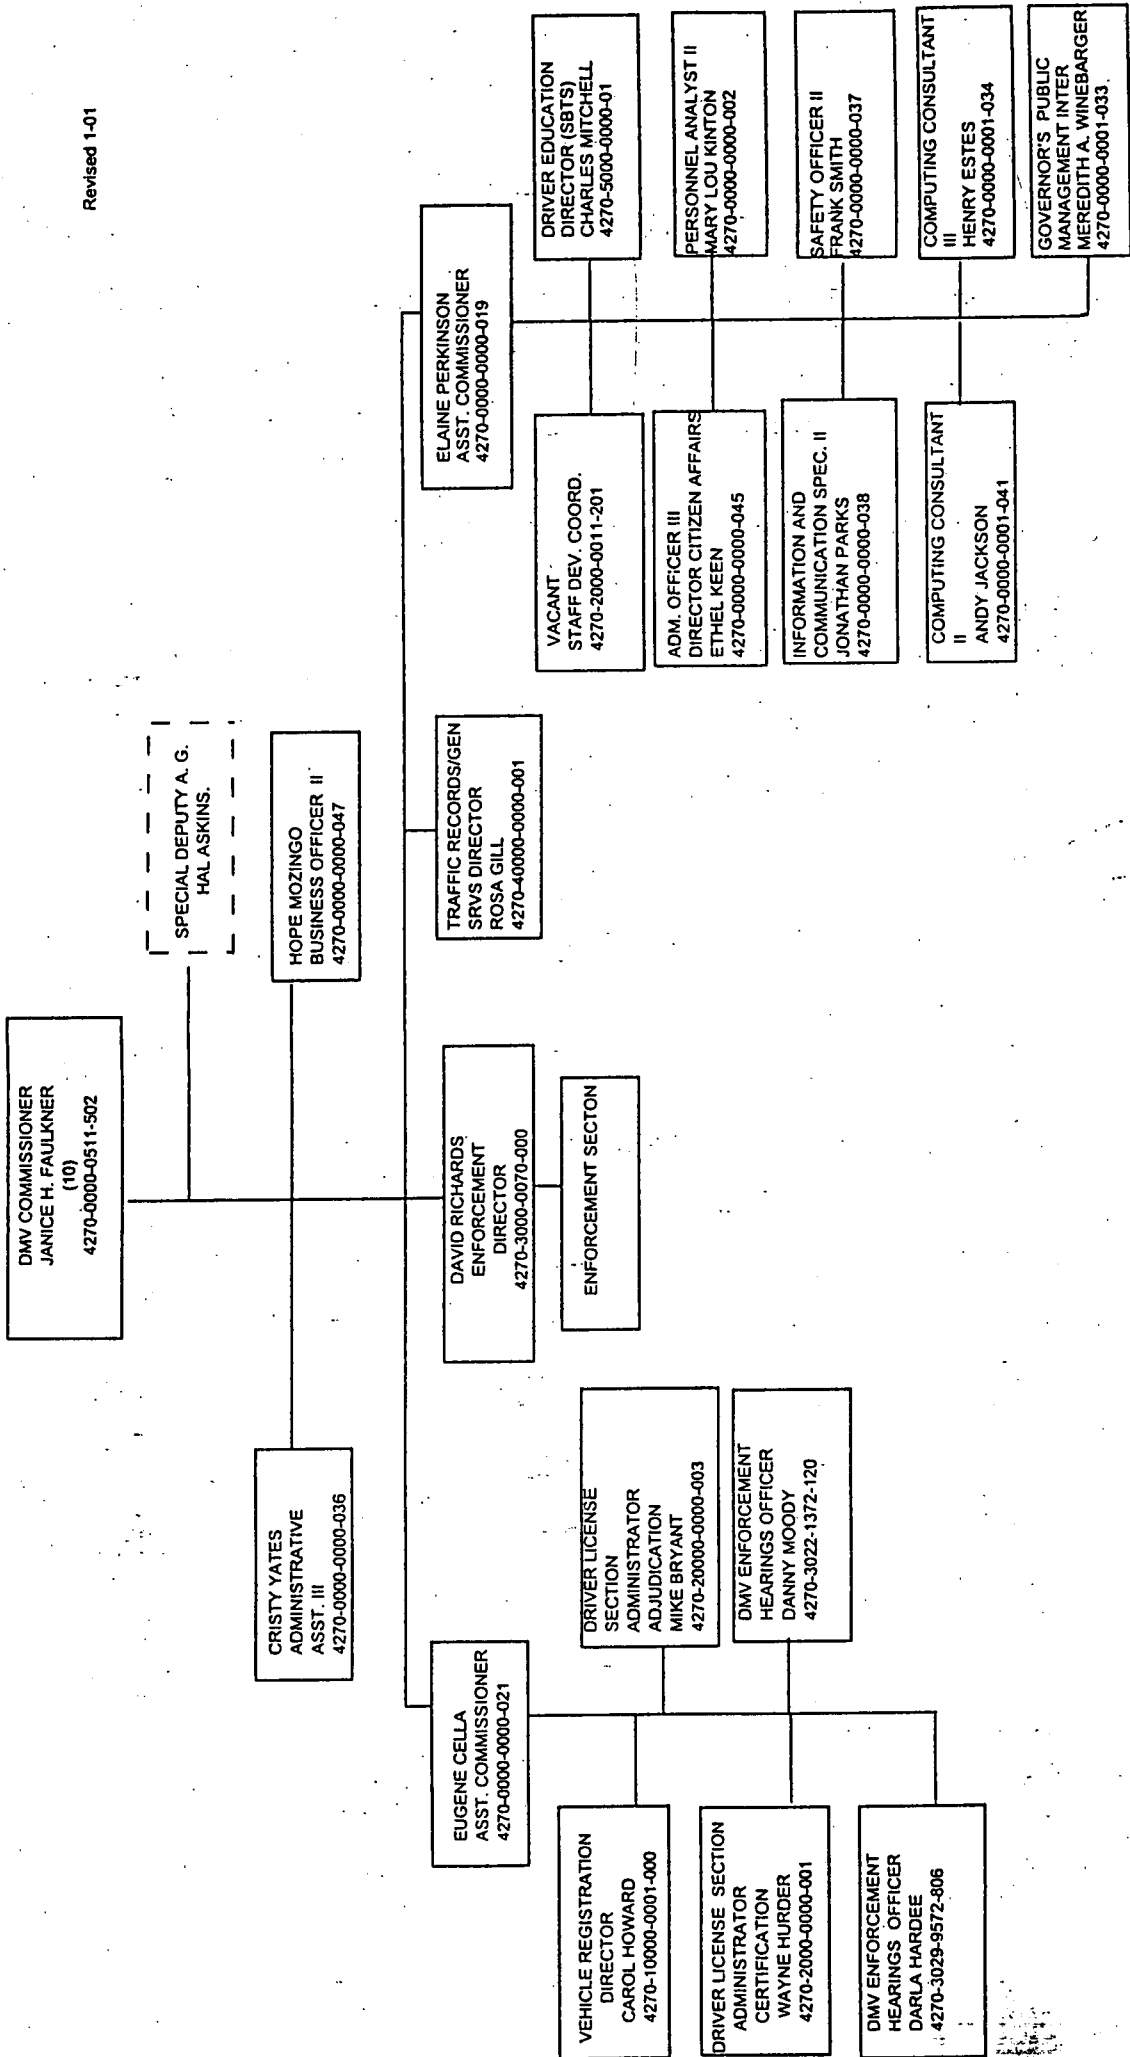 Revised 1-01
DMV COMMISSIONER
JANICE H. FAULKNER
(10)
4270-0000-0511-502
SPECIAL DEPUTY A. G.
HAL ASKINS.
CRISTY YATES
ADMINISTRATIVE
ASST. III
4270-0000-0000-036
HOPE MOZINGO
BUSINESS OFFICER II
4270-0000-0000-047
EUGENE CELLA
ASST. COMMISSIONER
4270-0000-0000-021
DAVID RICHARDS
ENFORCEMENT
DIRECTOR
4270-3000-0070-000
TRAFFIC RECORDS/GEN
SRVS DIRECTOR
ROSA GILL
4270-40000-0000-001
ELAINE PERKINSON
ASST. COMMISSIONER
4270-0000-0000-019
VEHICLE REGISTRATION
DIRECTOR
CAROL HOWARD
4270-10000-0001-000
DRIVER LICENSE
SECTION
ADMINISTRATOR
ADJUDICATION
MIKE BRYANT
4270-20000-0000-003
DRIVER LICENSE SECTION
ADMINISTRATOR
CERTIFICATION
WAYNE HURDER
4270-2000-0000-001
DMV ENFORCEMENT
HEARINGS OFFICER
DANNY MOODY
4270-3022-1372-120
DMV ENFORCEMENT
HEARINGS OFFICER
DARLA HARDEE
4270-3029-9572-806
ENFORCEMENT SECTON
VACANT
STAFF DEV. COORD.
4270-2000-0011-201
DRIVER EDUCATION
DIRECTOR (SBTS)
CHARLES MITCHELL
4270-5000-0000-01
ADM. OFFICER III
DIRECTOR CITIZEN AFFAIRS
ETHEL KEEN
4270-0000-0000-045
PERSONNEL ANALYST II
MARY LOU KINTON
4270-0000-0000-002
INFORMATION AND
COMMUNICATION SPEC. II
JONATHAN PARKS
4270-0000-0000-038
SAFETY OFFICER II
FRANK SMITH
4270-0000-0000-037
COMPUTING CONSULTANT
II
ANDY JACKSON
4270-0000-0001-041
COMPUTING CONSULTANT
III
HENRY ESTES
4270-0000-0001-034
GOVERNOR'S PUBLIC
MANAGEMENT INTER
MEREDITH A. WINEBARGER
4270-0000-0001-033